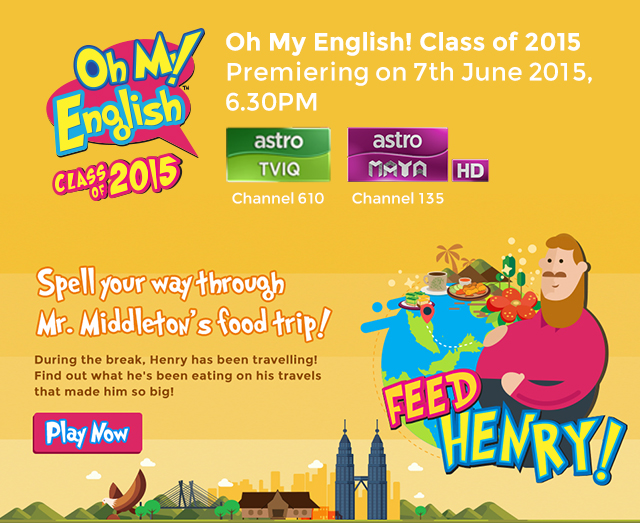 Oh My!
English
TM
CLASS
OF 2015
Oh My English! Class of 2015
Premiering on 7th June 2015,
6.30PM
astro
TVIQ
Channel 610
astro
MAYA HD
Channel 135
Spell your way through
Mr. Middleton's food trip!
During the break, Henry has been travelling!
Find out what he's been eating on his travels
that made him so big!
Play Now
FEED
HENRY!